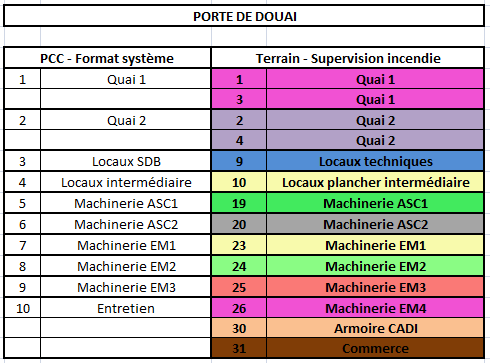 PORTE DE DOUAI
PCC - Format système Terrain - Supervision incendie
1 Quai 1 1 Quai 1
3 Quai 1
2 Quai 2 2 Quai 2
4 Quai 2
3 Locaux SDB 9 Locaux techniques
4 Locaux intermédiaire 10 Locaux plancher intermédiaire
5 Machinerie ASC1 19 Machinerie ASC1
6 Machinerie ASC2 20 Machinerie ASC2
7 Machinerie EM1 23 Machinerie EM1
8 Machinerie EM2 24 Machinerie EM2
9 Machinerie EM3 25 Machinerie EM3
10 Entretien 26 Machinerie EM4
30 Armoire CADI
31 Commerce